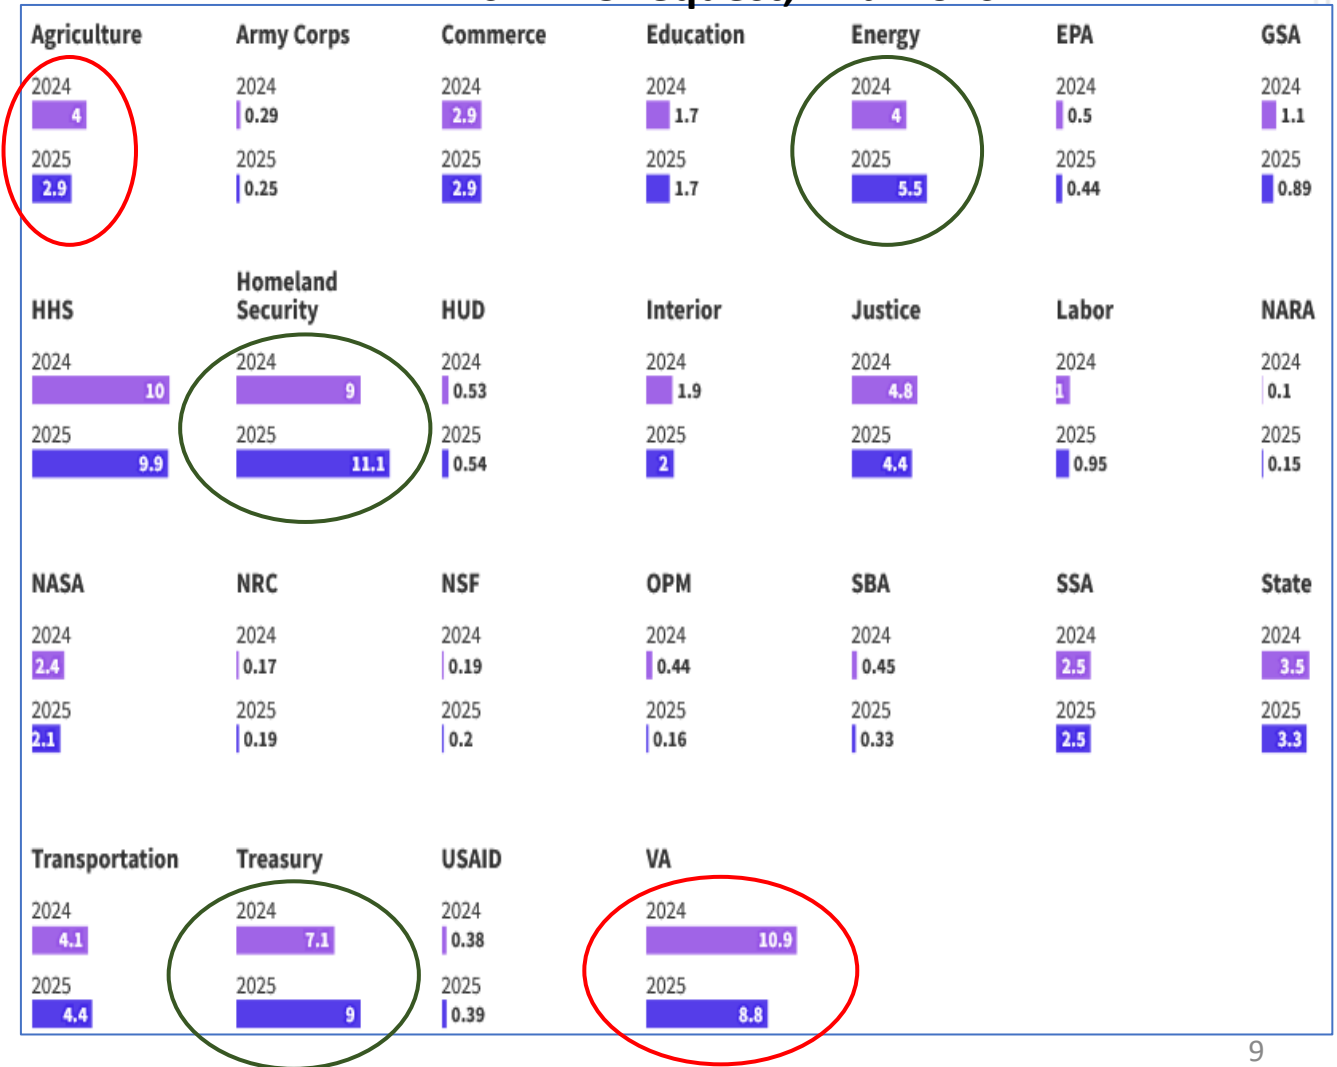 Agriculture Army Corps Commerce Education Energy EPA GSA
2024 2024 2024 2024 2024 2024 2024
4 0.29 2.9 1.7 4 0.5 1.1
2025 2025 2025 2025 2025 2025 2025
2.9 0.25 2.9 1.7 5.5 0.44 0.89
Homeland
HHS Security HUD Interior Justice Labor NARA
2024 2024 2024 2024 2024 2024 2024
10 9 0.53 1.9 4.8 1 0.1
2025 2025 2025 2025 2025 2025 2025
9.9 11.1 0.54 2 4.4 0.95 0.15
NASA NRC NSF OPM SBA SSA State
2024 2024 2024 2024 2024 2024 2024
2.4 0.17 0.19 0.44 0.45 2.5 3.5
2025 2025 2025 2025 2025 2025 2025
2.1 0.19 0.2 0.16 0.33 2.5 3.3
Transportation Treasury USAID VA
2024 2024 2024 2024
4.1 7.1 0.38 10.9
2025 2025 2025 2025
4.4 9 0.39 8.8
9